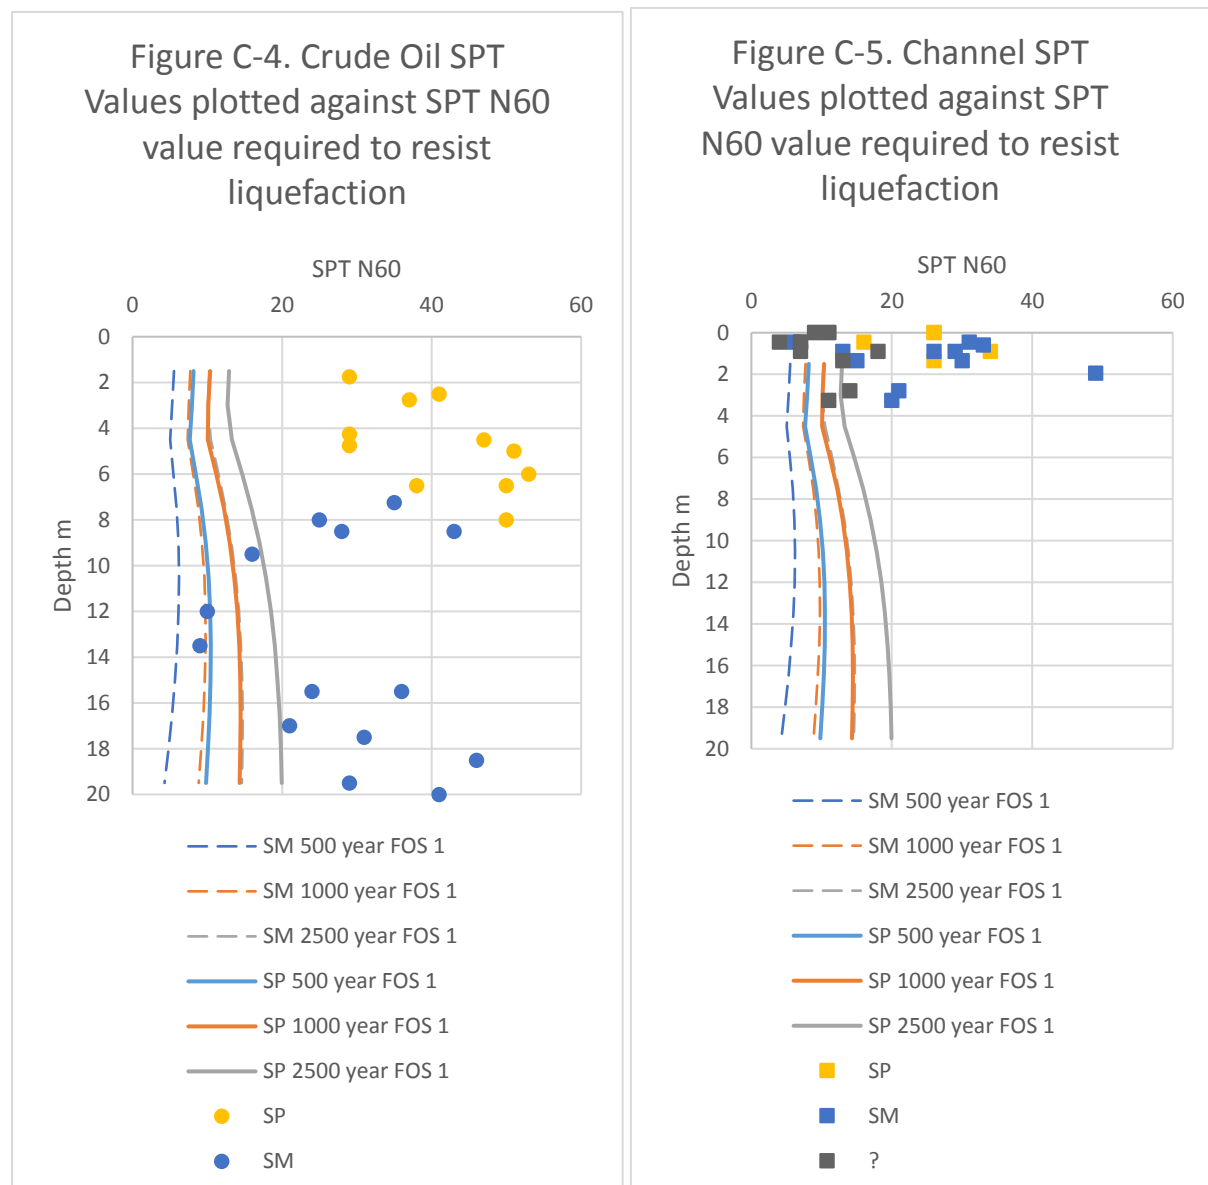 Figure C-4. Crude Oil SPT
Values plotted against SPT N60
value required to resist
liquefaction
SPT N60
0 20 40 60
0
2
4
6
8
10
12
14
16
18
20
Depth m
SM 500 year FOS 1
SM 1000 year FOS 1
SM 2500 year FOS 1
SP 500 year FOS 1
SP 1000 year FOS 1
SP 2500 year FOS 1
SP
SM
Figure C-5. Channel SPT
Values plotted against SPT
N60 value required to resist
liquefaction
SPT N60
0 20 40 60
0
2
4
6
8
10
12
14
16
18
20
Depth m
SM 500 year FOS 1
SM 1000 year FOS 1
SM 2500 year FOS 1
SP 500 year FOS 1
SP 1000 year FOS 1
SP 2500 year FOS 1
SP
SM
?